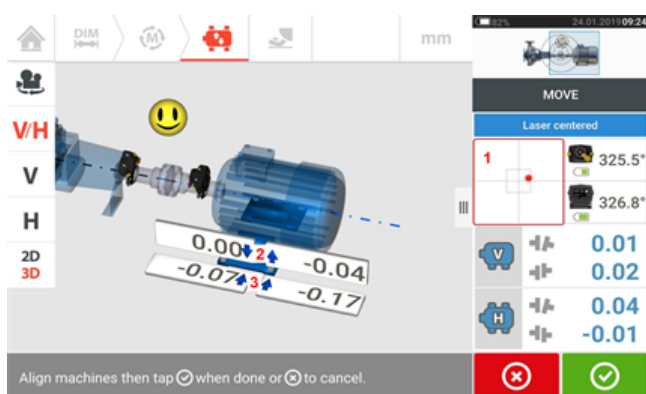 82% 24.01.2019 09:24
DIM M mm
MOVE
Laser centered
V/H
V
H
2D
3D
1
325.5°
326.8°
0.00 2 -0.04
-0.07 3 -0.17
V 0.01
0.02
H 0.04
-0.01
Align machines then tap when done or to cancel.